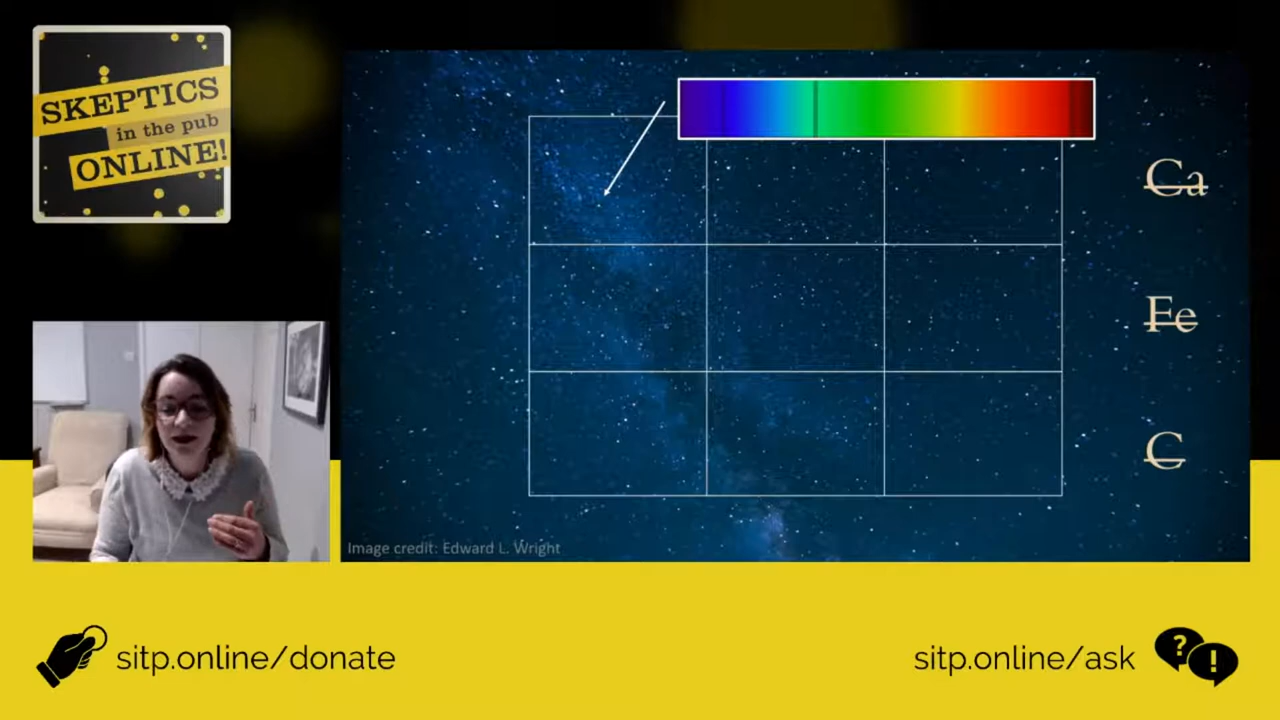 SKEPTICS
in the pub
ONLINE!
Ca
Fe
C
Image credit: Edward L. Wright
sitp.online/donate
sitp.online/ask
?
!